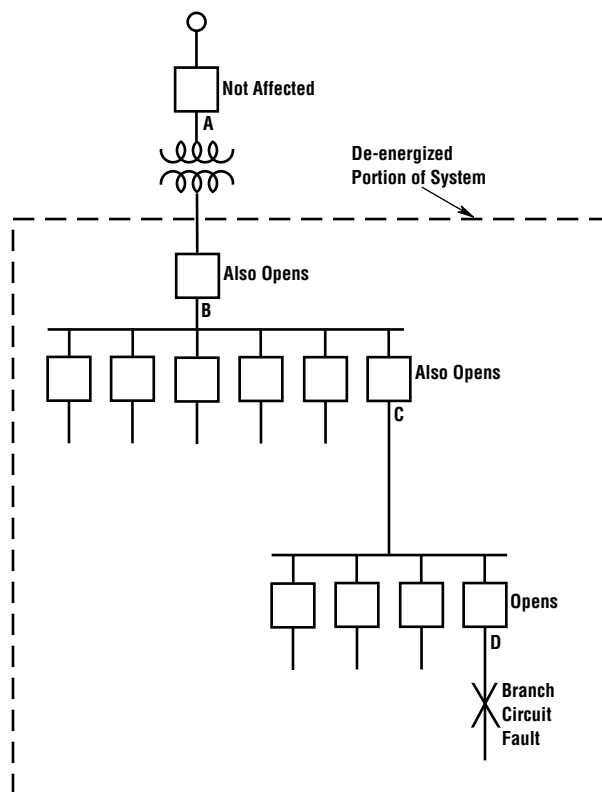 Not Affected
A
De-energized
Portion of System
Also Opens
B
Also Opens
C
Opens
D
Branch
Circuit
Fault